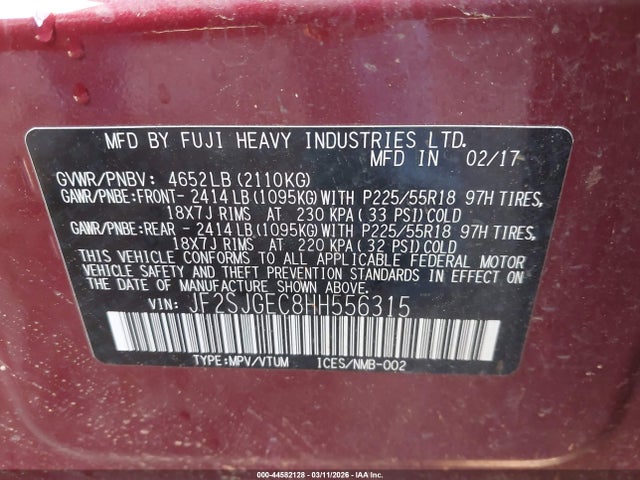 MFD BY FUJI HEAVY INDUSTRIES LTD.
MFD IN 02/17
GVWR/PNBV: 4652LB (2110KG)
GAWR/PNBE: FRONT- 2414LB (1095KG) WITH P225/55R18 97H TIRES,
18X7J RIMS AT 230 KPA (33 PSI) COLD
GAWR/PNBE: REAR - 2414LB (1095KG) WITH P225/55R18 97H TIRES,
18X7J RIMS AT 220 KPA (32 PSI) COLD
THIS VEHICLE CONFORMS TO ALL APPLICABLE FEDERAL MOTOR
VEHICLE SAFETY AND THEFT PREVENTION STANDARDS IN EFFECT ON
THE DATE OF MANUFACTURE SHOWN ABOVE.
VIN: JF2SJGEC8HH556315
TYPE:MPV/VTUM ICES/NMB-002
000-44582128 - 03/11/2026 - IAA Inc.